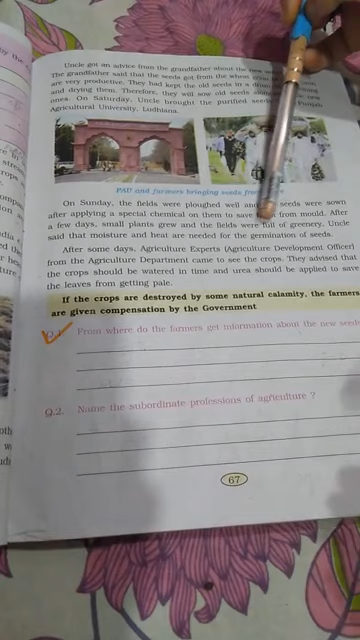 Uncle got an advice from the grandfather about the new
The grandfather said that the seeds got from the wheat crops
are very productive. They had kept the old seeds in a drum
and drying them. Therefore, they will sow old seeds
ones. On Saturday, Uncle brought the purified seeds Punjab
Agricultural University, Ludhiana.
PAU and farmers bringing seeds from
On Sunday, the fields were ploughed well and seeds were sown
after applying a special chemical on them to save from mould. After
a few days, small plants grew and the fields were full of greenery. Uncle
said that moisture and heat are needed for the germination of seeds.
After some days, Agriculture Experts (Agriculture Development Officer)
from the Agriculture Department came to see the crops. They advised that
the crops should be watered in time and urea should be applied to save
the leaves from getting pale.
If the crops are destroyed by some natural calamity, the farmers
are given compensation by the Government
Q.1. From where do the farmers get information about the new seeds
Q.2. Name the subordinate professions of agriculture ?
67